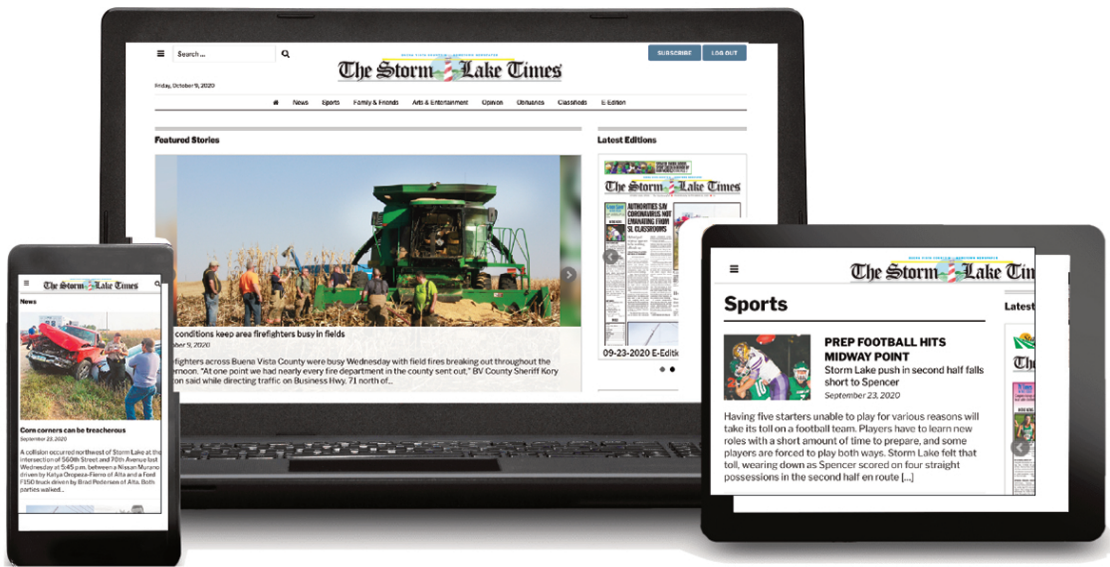 Search ...
SUBSCRIBE
LOG OUT
BUENA VISTA
The Storm Lake Times
Friday, October 9, 2020
News Sports Family & Friends Arts & Entertainment Opinion Obituaries Classifieds E-Edition
Featured Stories
conditions keep area firefighters busy in fields
ber 9, 2020
efighters across Buena Vista County were busy Wednesday with field fires breaking out throughout the
ernoon. "At one point we had nearly every fire department in the county sent out," BV County Sheriff Kory
on said while directing traffic on Business Hwy. 71 north of...
Latest Editions
The Storm Lake Times
AUTHORITIES SAY
CORONAVIRUS NOT
EMANATING FROM
SL CLASSROOMS
09-23-2020 E-Editi
The Storm Lake Times
News
Corn corners can be treacherous
September 23, 2020
A collision occurred northwest of Storm Lake at the
intersection of 560th Street and 70th Avenue last
Wednesday at 5:45 p.m. between a Nissan Murano
driven by Katya Oropeza-Fierro of Alta and a Ford
F150 truck driven by Brad Pedersen of Alta. Both
parties walked...
The Storm Lake Tim
Sports
PREP FOOTBALL HITS
MIDWAY POINT
Storm Lake push in second half falls
short to Spencer
September 23, 2020
Having five starters unable to play for various reasons will
take its toll on a football team. Players have to learn new
roles with a short amount of time to prepare, and some
players are forced to play both ways. Storm Lake felt that
toll, wearing down as Spencer scored on four straight
possessions in the second half en route [...]
Latest
The